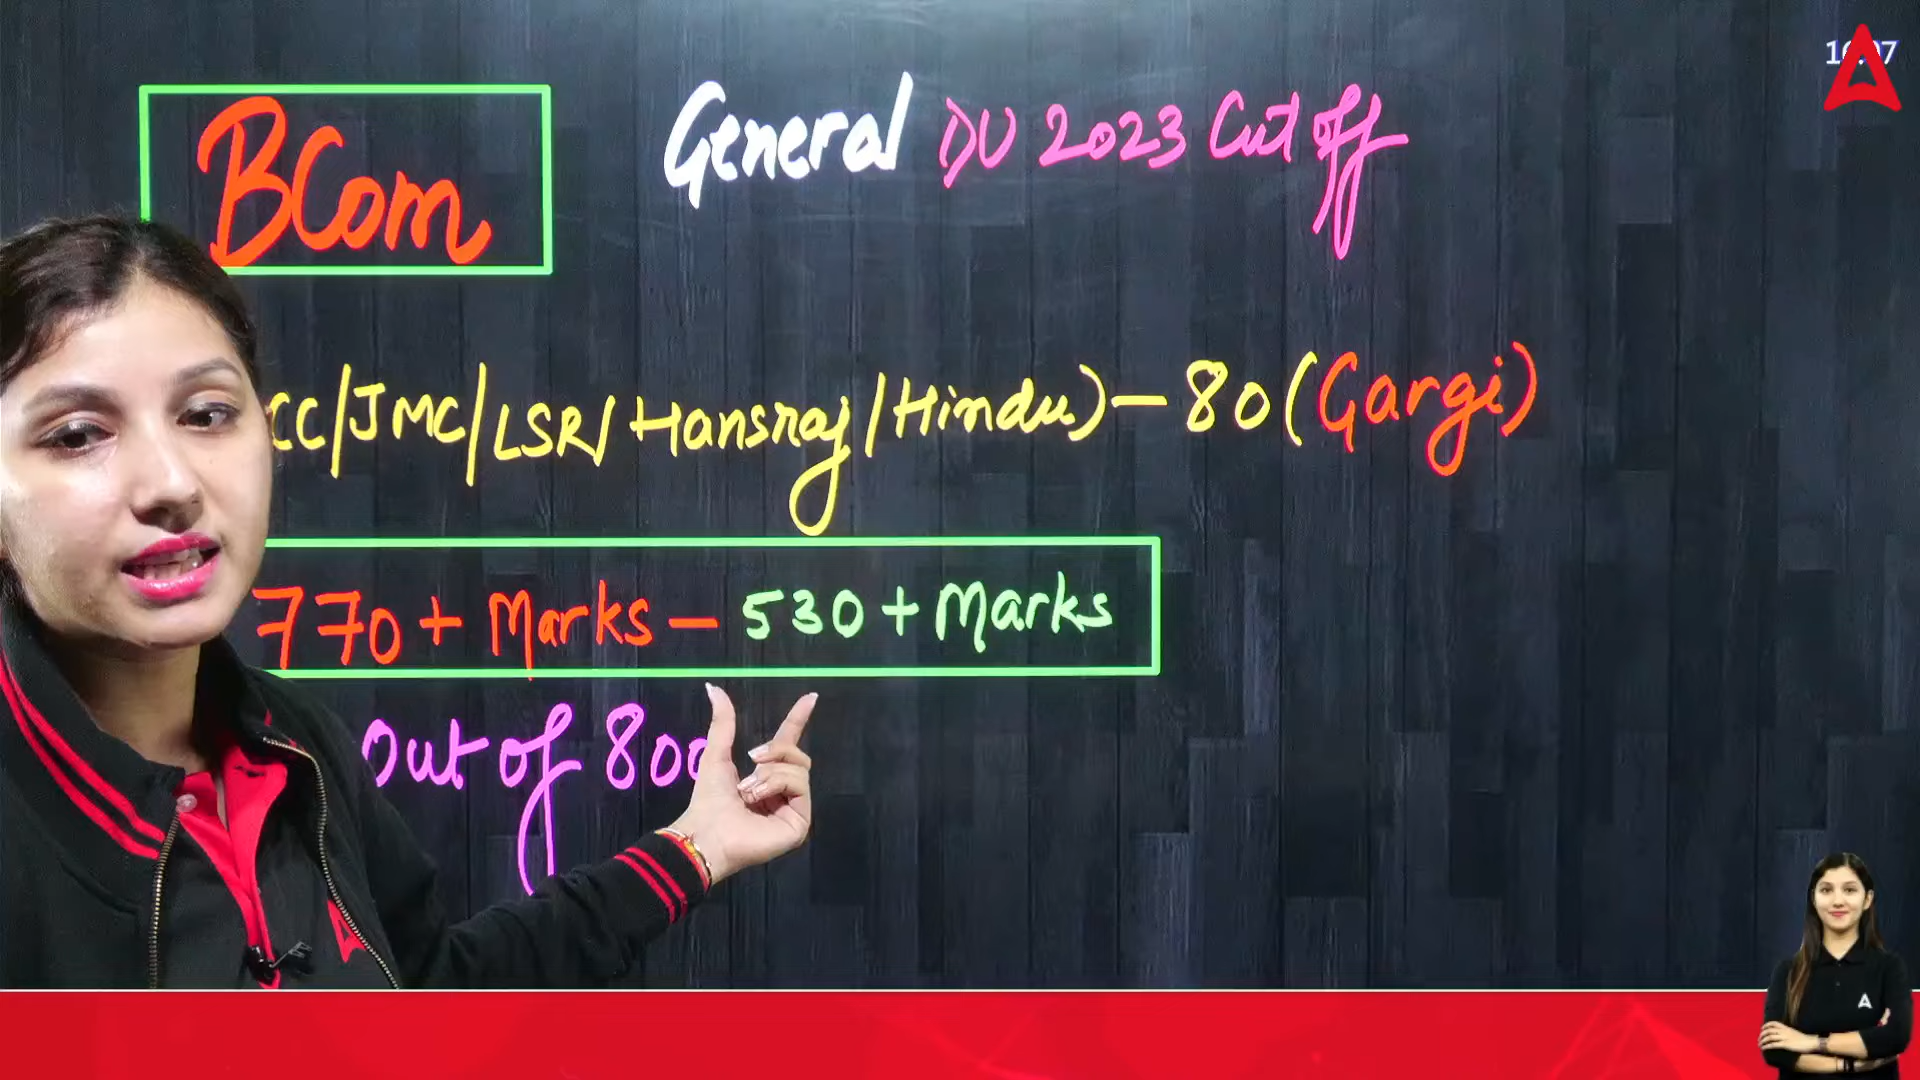 BCom
General DU 2023 Cut off
CC/JMC/LSR/Hansraj/Hindu) - 80 (Gargi)
770 + Marks - 530 + Marks
Out of 800